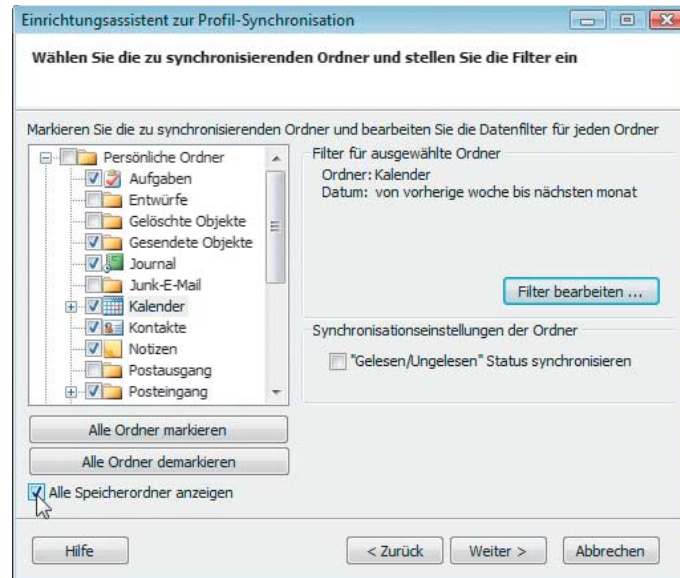 Einrichtungsassistent zur Profil-Synchronisation
Wählen Sie die zu synchronisierenden Ordner und stellen Sie die Filter ein
Markieren Sie die zu synchronisierenden Ordner und bearbeiten Sie die Datenfilter für jeden Ordner
Persönliche Ordner
Aufgaben
Entwürfe
Gelöschte Objekte
Gesendete Objekte
Journal
Junk-E-Mail
Kalender
Kontakte
Notizen
Postausgang
Posteingang
Filter für ausgewählte Ordner
Ordner: Kalender
Datum: von vorherige woche bis nächsten monat
Filter bearbeiten ...
Synchronisationseinstellungen der Ordner
"Gelesen/Ungelesen" Status synchronisieren
Alle Ordner markieren
Alle Ordner demarkieren
Alle Speicherordner anzeigen
Hilfe
< Zurück
Weiter >
Abbrechen